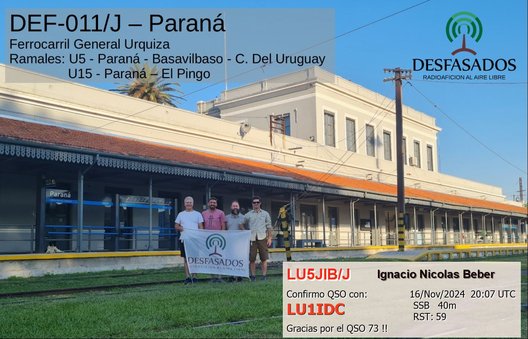 DEF-011/J – Paraná
Ferrocarril General Urquiza
Ramales: U5 - Paraná - Basavilbaso - C. Del Uruguay
U15 - Paraná – El Pingo
DESFASADOS
RADIOAFICION AL AIRE LIBRE
Paraná
DESFASADOS
LU5JIB/J Ignacio Nicolas Beber
Confirmo QSO con: 16/Nov/2024 20:07 UTC
LU1IDC SSB 40m
RST: 59
Gracias por el QSO 73 !!